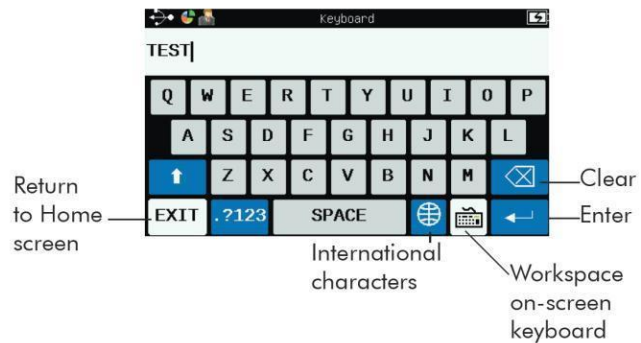 Keyboard
TEST
Q W E R T Y U I O P
A S D F G H J K L
Z X C V B N M
EXIT .?123 SPACE
Return
to Home
screen
Clear
Enter
International
characters
Workspace
on-screen
keyboard